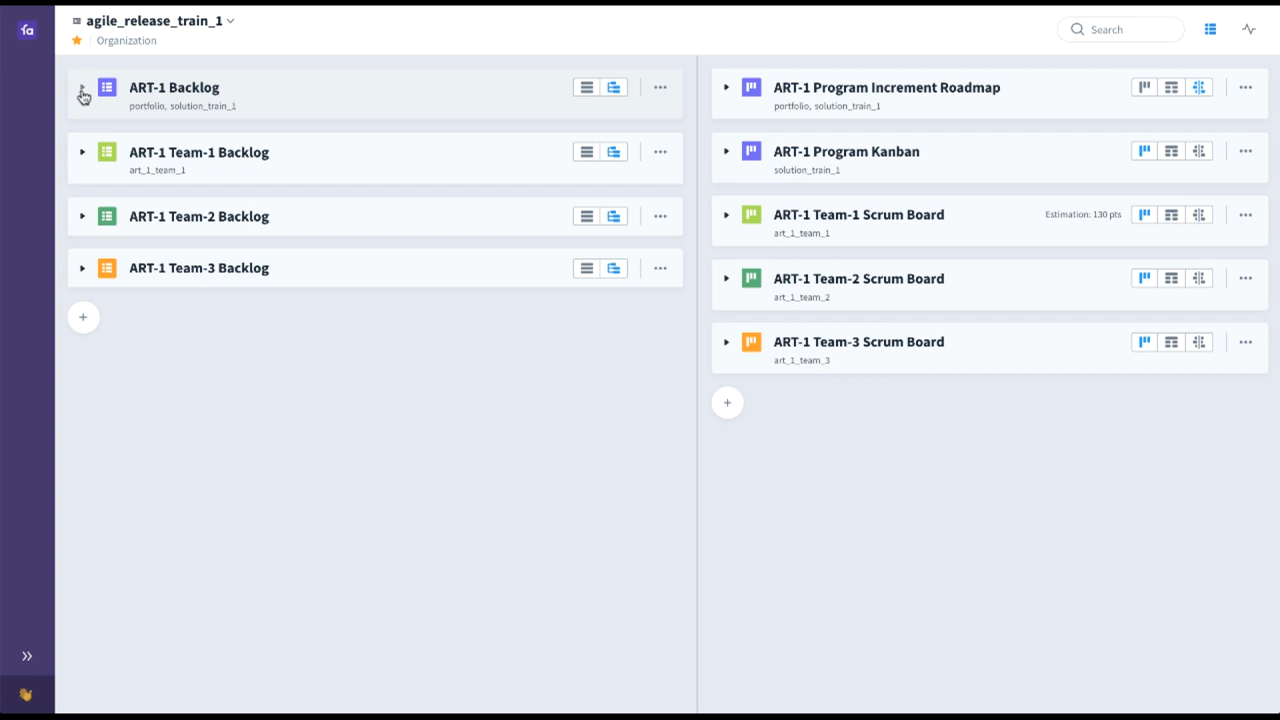 fa
agile_release_train_1
Organization
Search
ART-1 Backlog
portfolio, solution_train_1
ART-1 Team-1 Backlog
art_1_team_1
ART-1 Team-2 Backlog
ART-1 Team-3 Backlog
+
ART-1 Program Increment Roadmap
portfolio, solution_train_1
ART-1 Program Kanban
solution_train_1
ART-1 Team-1 Scrum Board
Estimation: 130 pts
art_1_team_1
ART-1 Team-2 Scrum Board
art_1_team_2
ART-1 Team-3 Scrum Board
art_1_team_3
+